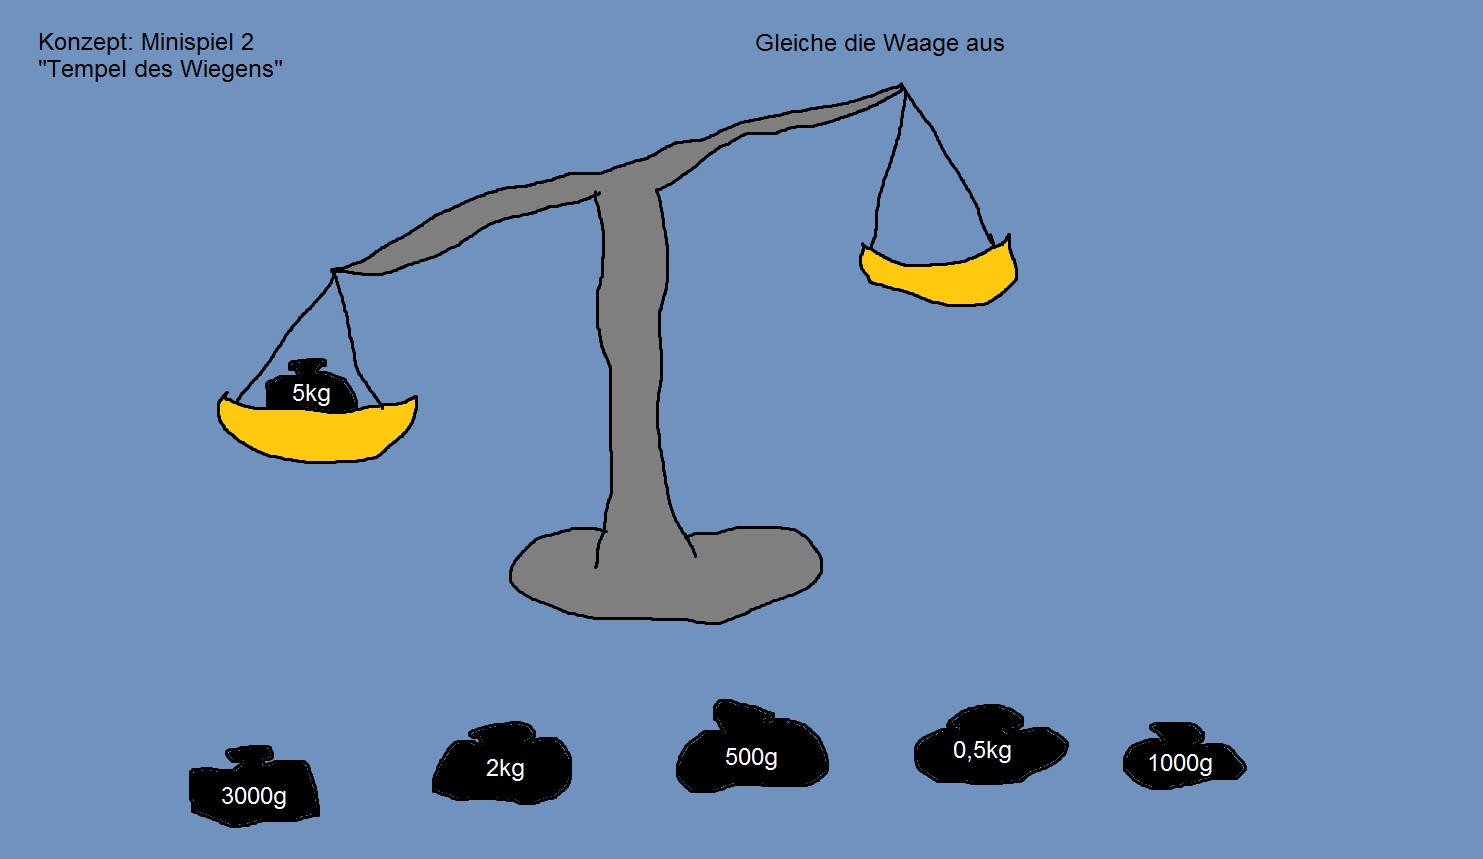 Konzept: Minispiel 2
"Tempel des Wiegens"
Gleiche die Waage aus
5kg
3000g
2kg
500g
0,5kg
1000g